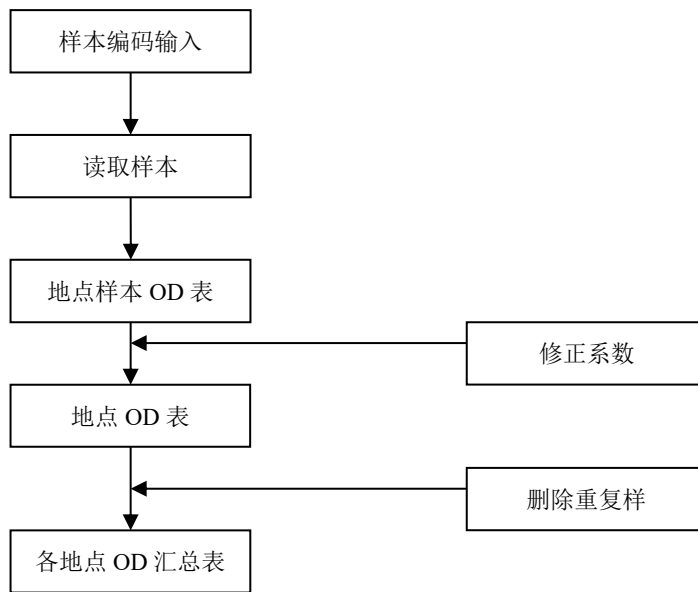 样本编码输入
读取样本
地点样本 OD 表
修正系数
地点 OD 表
删除重复样
各地点 OD 汇总表